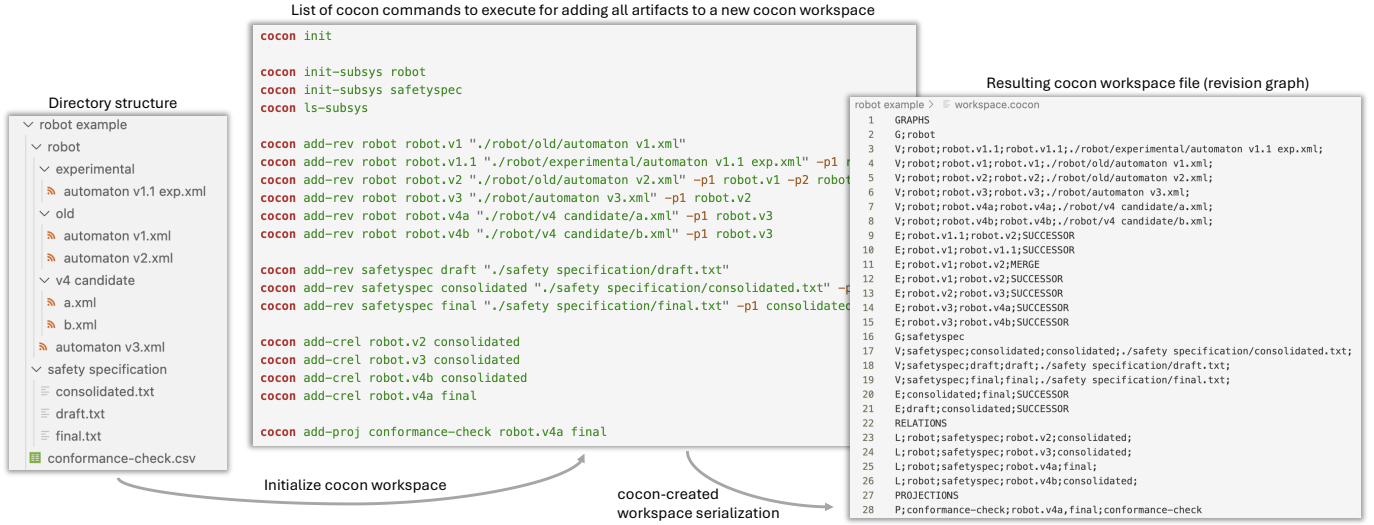 List of cocon commands to execute for adding all artifacts to a new cocon workspace
Directory structure
robot example
robot
experimental
automaton v1.1 exp.xml
old
automaton v1.xml
automaton v2.xml
v4 candidate
a.xml
b.xml
automaton v3.xml
safety specification
consolidated.txt
draft.txt
final.txt
conformance-check.csv
cocon init
cocon init-subsys robot
cocon init-subsys safetyspec
cocon ls-subsys
cocon add-rev robot robot.v1 "./robot/old/automaton v1.xml"
cocon add-rev robot robot.v1.1 "./robot/experimental/automaton v1.1 exp.xml" -p1 r
cocon add-rev robot robot.v2 "./robot/old/automaton v2.xml" -p1 robot.v1 -p2 robot
cocon add-rev robot robot.v3 "./robot/automaton v3.xml" -p1 robot.v2
cocon add-rev robot robot.v4a "./robot/v4 candidate/a.xml" -p1 robot.v3
cocon add-rev robot robot.v4b "./robot/v4 candidate/b.xml" -p1 robot.v3
cocon add-rev safetyspec draft "./safety specification/draft.txt"
cocon add-rev safetyspec consolidated "./safety specification/consolidated.txt" -p
cocon add-rev safetyspec final "./safety specification/final.txt" -p1 consolidated
cocon add-crel robot.v2 consolidated
cocon add-crel robot.v3 consolidated
cocon add-crel robot.v4b consolidated
cocon add-crel robot.v4a final
cocon add-proj conformance-check robot.v4a final
Resulting cocon workspace file (revision graph)
robot example > workspace.cocon
1 GRAPHS
2 G;robot
3 V;robot;robot.v1.1;robot.v1.1;./robot/experimental/automaton v1.1 exp.xml;
4 V;robot;robot.v1;robot.v1;./robot/old/automaton v1.xml;
5 V;robot;robot.v2;robot.v2;./robot/old/automaton v2.xml;
6 V;robot;robot.v3;robot.v3;./robot/automaton v3.xml;
7 V;robot;robot.v4a;robot.v4a;./robot/v4 candidate/a.xml;
8 V;robot;robot.v4b;robot.v4b;./robot/v4 candidate/b.xml;
9 E;robot.v1.1;robot.v2;SUCCESSOR
10 E;robot.v1;robot.v1.1;SUCCESSOR
11 E;robot.v1;robot.v2;MERGE
12 E;robot.v1;robot.v2;SUCCESSOR
13 E;robot.v2;robot.v3;SUCCESSOR
14 E;robot.v3;robot.v4a;SUCCESSOR
15 E;robot.v3;robot.v4b;SUCCESSOR
16 G;safetyspec
17 V;safetyspec;consolidated;consolidated;./safety specification/consolidated.txt;
18 V;safetyspec;draft;draft;./safety specification/draft.txt;
19 V;safetyspec;final;final;./safety specification/final.txt;
20 E;consolidated;final;SUCCESSOR
21 E;draft;consolidated;SUCCESSOR
22 RELATIONS
23 L;robot;safetyspec;robot.v2;consolidated;
24 L;robot;safetyspec;robot.v3;consolidated;
25 L;robot;safetyspec;robot.v4a;final;
26 L;robot;safetyspec;robot.v4b;consolidated;
27 PROJECTIONS
28 P;conformance-check;robot.v4a,final;conformance-check
Initialize cocon workspace
cocon-created
workspace serialization